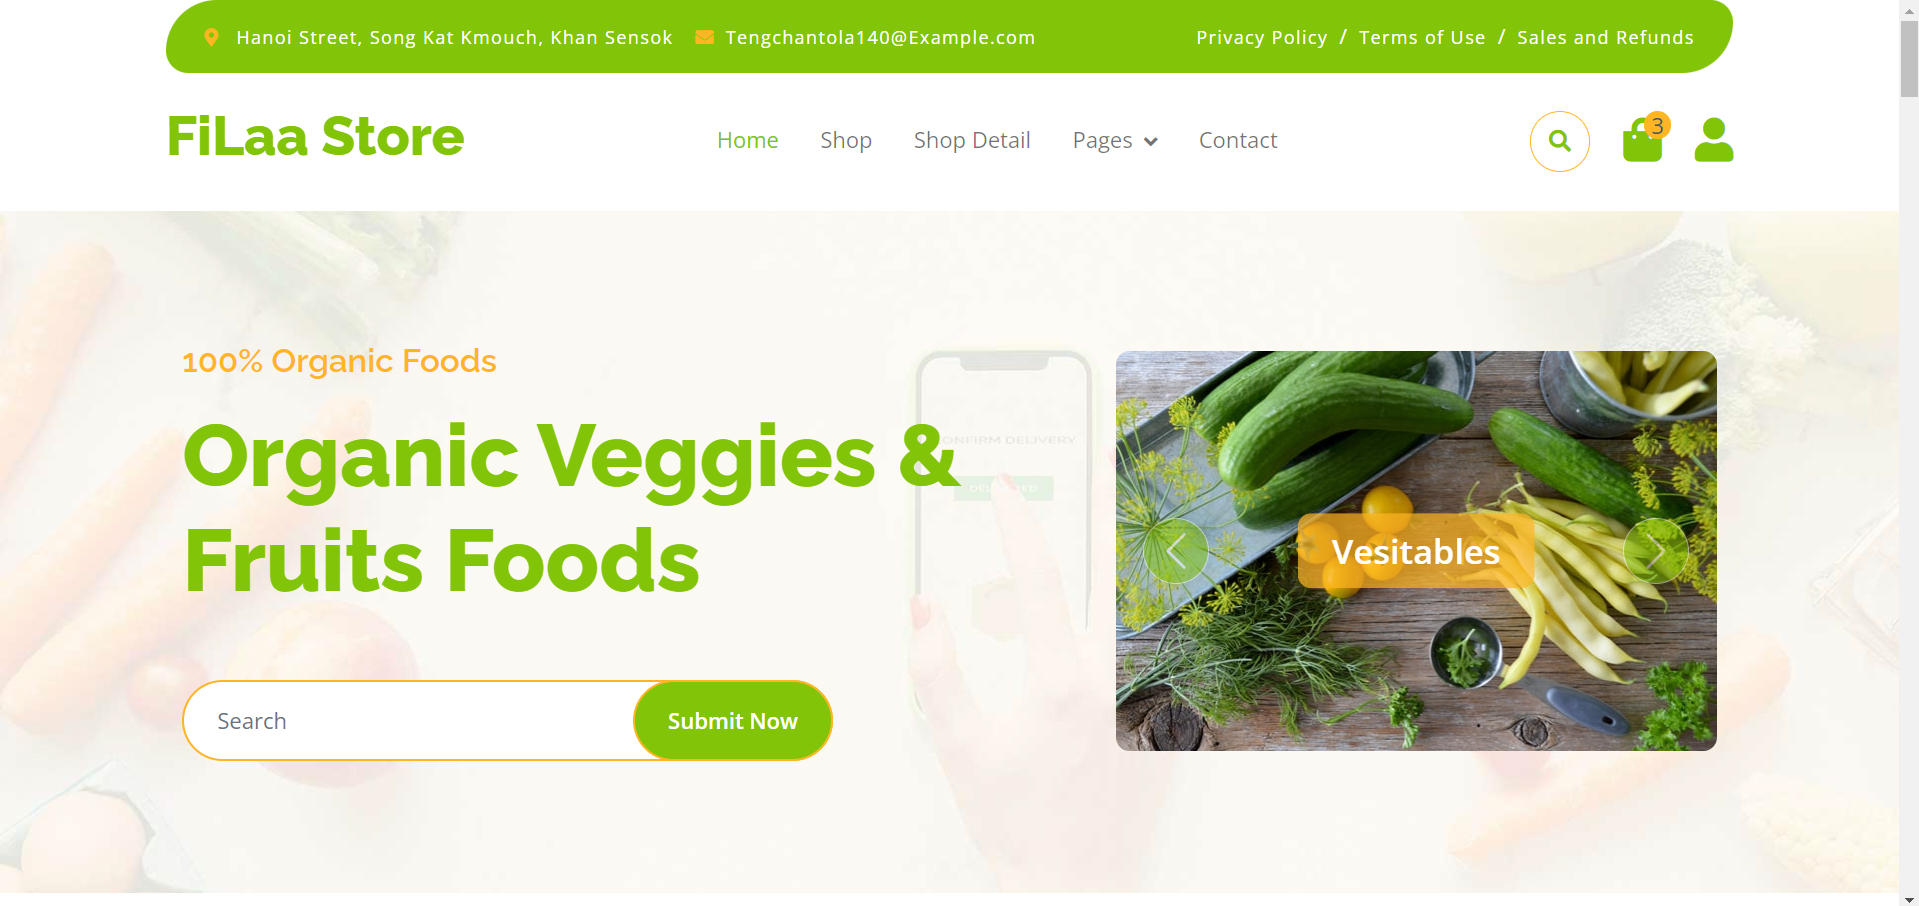 Hanoi Street, Song Kat Kmouch, Khan Sensok Tengchantola140@Example.com Privacy Policy / Terms of Use / Sales and Refunds
FiLaa Store Home Shop Shop Detail Pages Contact 3
100% Organic Foods
Organic Veggies &
Fruits Foods
CONFIRM DELIVERY
Vesitables
Search Submit Now